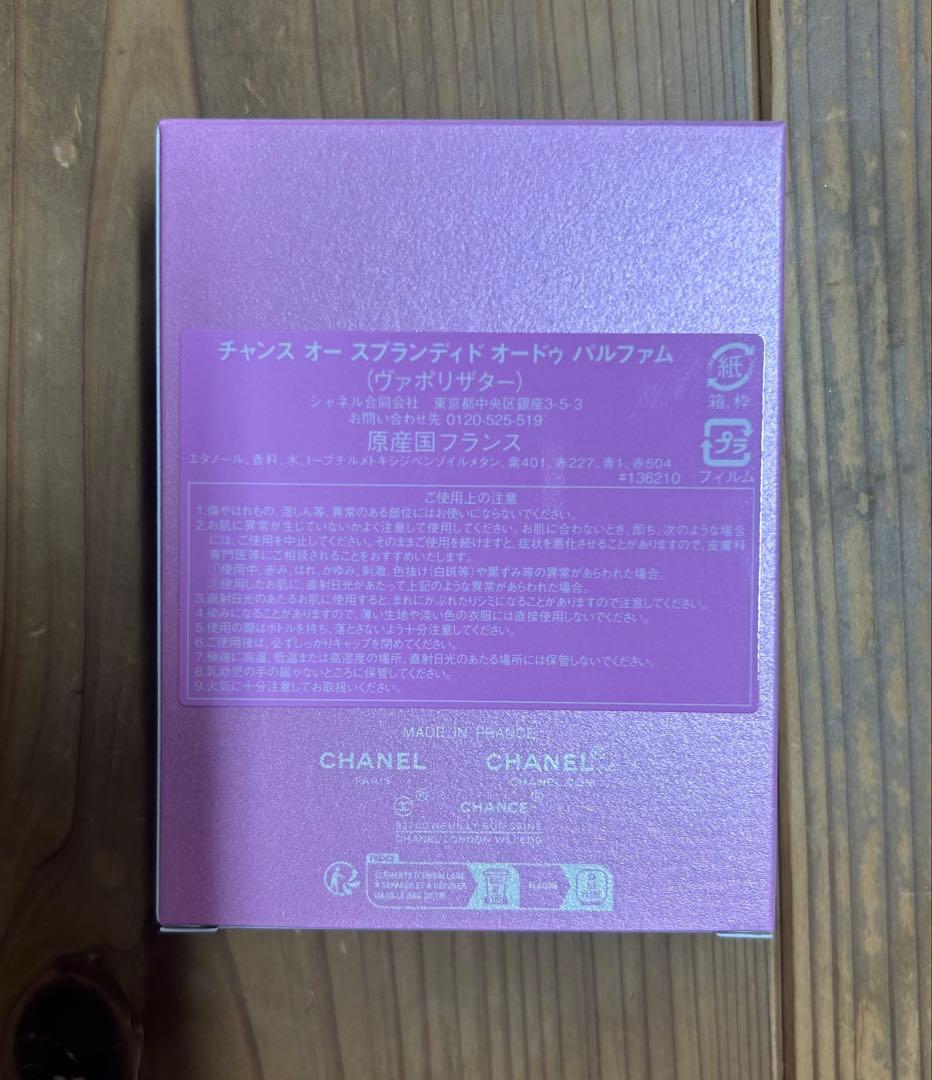 チャンス オー スプランディド オードゥ パルファム
(ヴァポリザター)
シャネル合同会社 東京都中央区銀座3-5-3
お問い合わせ先 0120-525-519
原産国フランス
エタノール、香料、水、t-ブチルメトキシジベンゾイルメタン、紫401、赤227、青1、赤504
#136210
紙
箱、枠
プラ
フィルム
ご使用上の注意
1.傷やはれもの、湿しん等、異常のある部位にはお使いにならないでください。
2.お肌に異常が生じていないかよく注意して使用してください。お肌に合わないとき、即ち、次のような場合
には、ご使用を中止してください。そのままご使用を続けますと、症状を悪化させることがありますので、皮膚科
専門医等にご相談されることをおすすめいたします。
①使用中、赤み、はれ、かゆみ、刺激、色抜け(白斑等)や黒ずみ等の異常があらわれた場合。
②使用したお肌に、直射日光があたって上記のような異常があらわれた場合。
3.直射日光のあたるお肌に使用すると、まれにかぶれたりシミになることがありますので注意してください。
4.染みになることがありますので、薄い生地や淡い色の衣服には直接使用しないでください。
5.使用の際はボトルを持ち、落とさないよう十分注意してください。
6.ご使用後は、必ずしっかりキャップを閉めてください。
7.極端に高温、低温または高湿度の場所、直射日光のあたる場所には保管しないでください。
8.乳幼児の手の届かないところに保管してください。
9.火気に十分注意してお取扱いください。
MADE IN FRANCE
CHANEL CHANEL
PARIS CHANEL.COM
CHANCE
92200 NEUILLY SUR SEINE
CHANEL LONDON
FRANCE
ÉLÉMENTS D'EMBALLAGE
À SÉPARER ET À DÉPOSER
DANS LE BAC DE TRI
FLACON